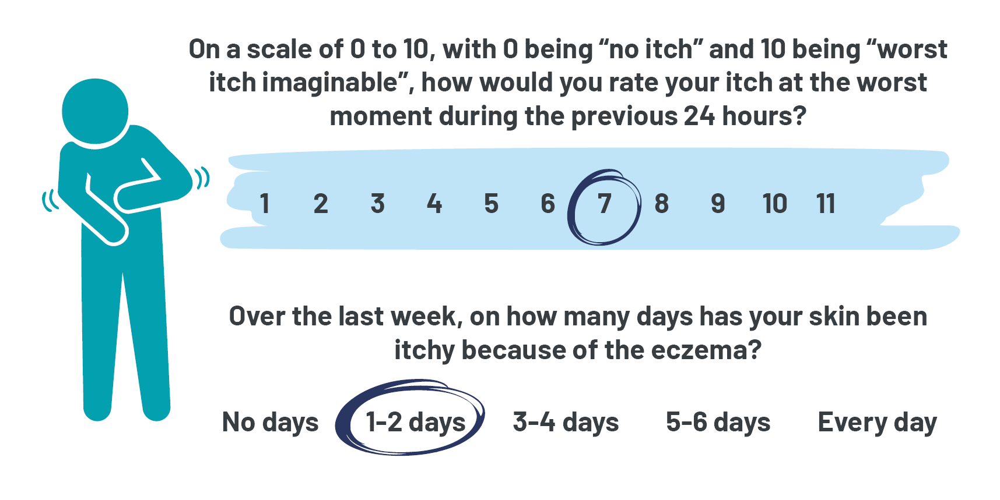 On a scale of 0 to 10, with 0 being “no itch” and 10 being “worst
itch imaginable”, how would you rate your itch at the worst
moment during the previous 24 hours?
1 2 3 4 5 6 7 8 9 10 11
Over the last week, on how many days has your skin been
itchy because of the eczema?
No days 1-2 days 3-4 days 5-6 days Every day